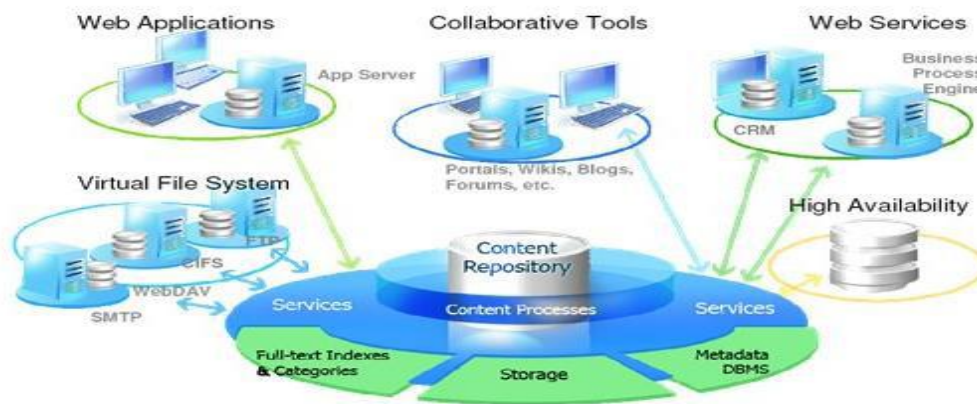 Web Applications
Collaborative Tools
Web Services
App Server
Business
Process
Engine
CRM
Portals, Wikis, Blogs,
Forums, etc.
Virtual File System
High Availability
FTP
CIFS
WebDAV
SMTP
Content
Repository
Services
Content Processes
Services
Full-text Indexes
& Categories
Storage
Metadata
DBMS